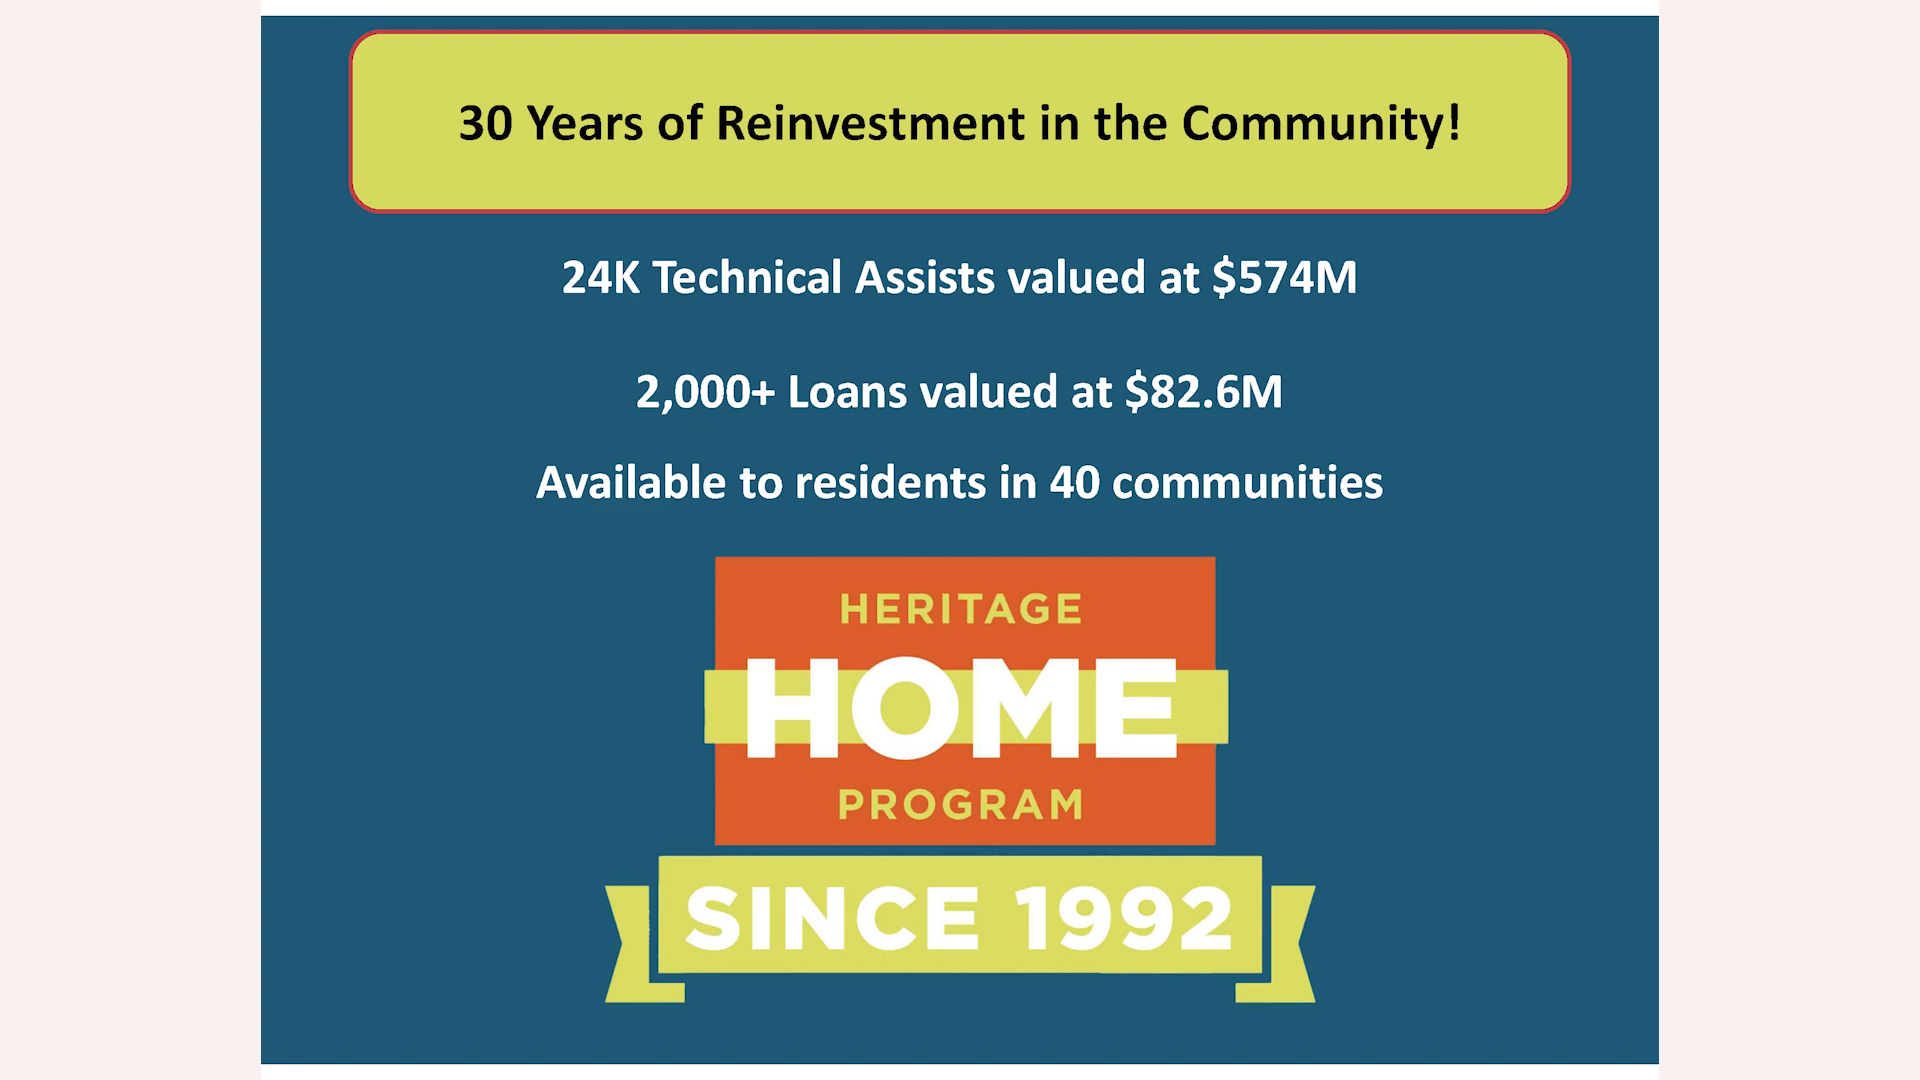 30 Years of Reinvestment in the Community!
24K Technical Assists valued at $574M
2,000+ Loans valued at $82.6M
Available to residents in 40 communities
HERITAGE
HOME
PROGRAM
SINCE 1992